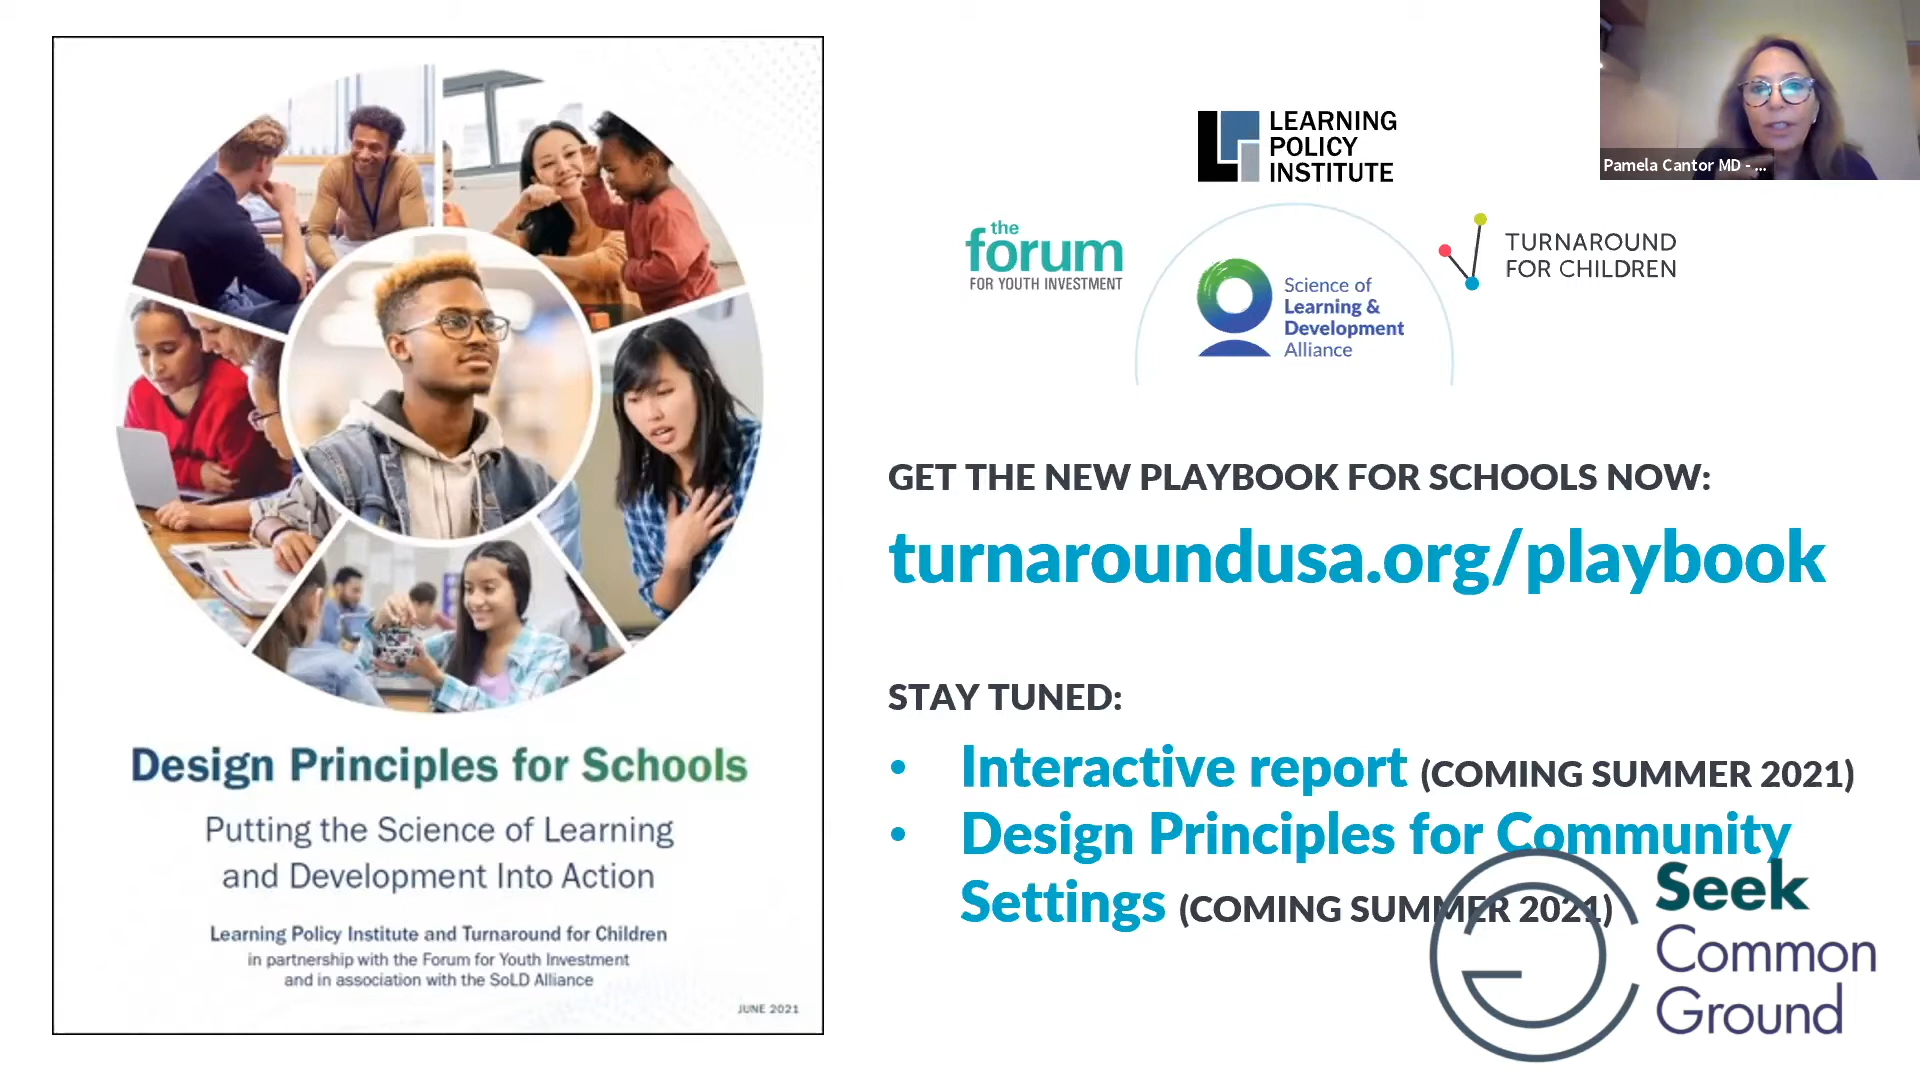 Design Principles for Schools
Putting the Science of Learning
and Development Into Action
Learning Policy Institute and Turnaround for Children
in partnership with the Forum for Youth Investment
and in association with the SoLD Alliance
JUNE 2021
LEARNING
POLICY
INSTITUTE
the
forum
FOR YOUTH INVESTMENT
Science of
Learning &
Development
Alliance
TURNAROUND
FOR CHILDREN
Pamela Cantor MD - ...
GET THE NEW PLAYBOOK FOR SCHOOLS NOW:
turnaroundusa.org/playbook
STAY TUNED:
• Interactive report (COMING SUMMER 2021)
• Design Principles for Community
Settings (COMING SUMMER 2021)
Seek
Common
Ground